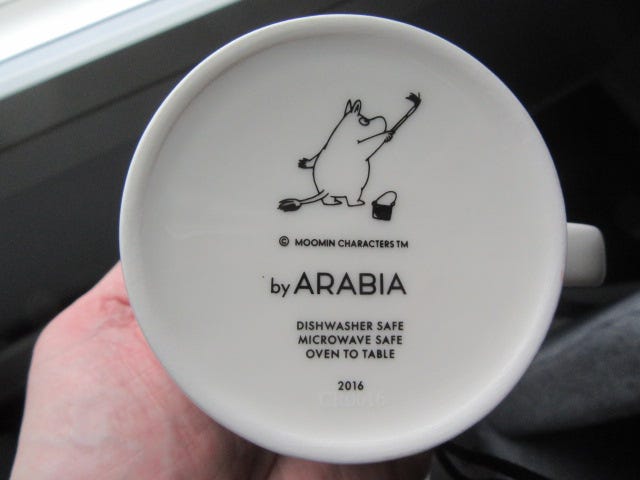 © MOOMIN CHARACTERS TM
by ARABIA
DISHWASHER SAFE
MICROWAVE SAFE
OVEN TO TABLE
2016